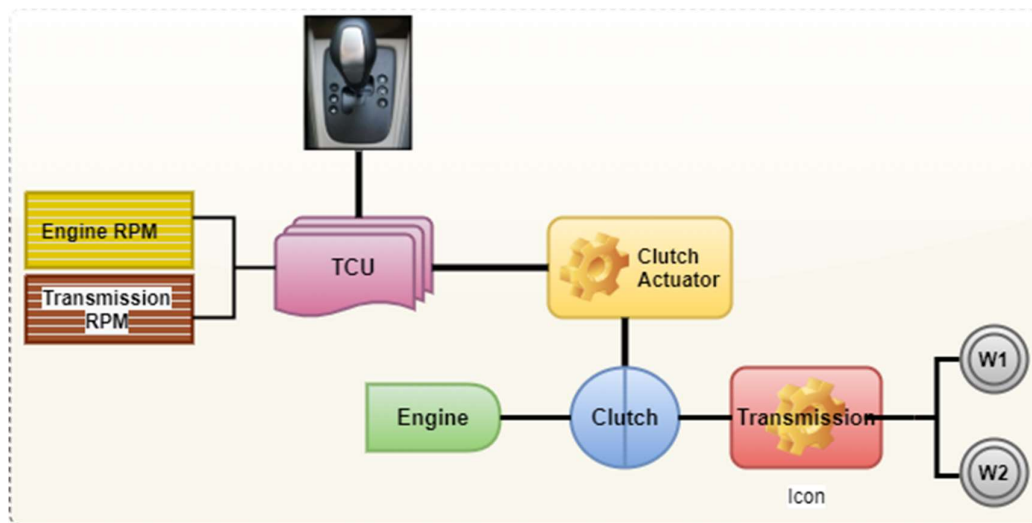 Engine RPM
Transmission
RPM
TCU
Clutch
Actuator
Engine
Clutch
Transmission
Icon
W1
W2